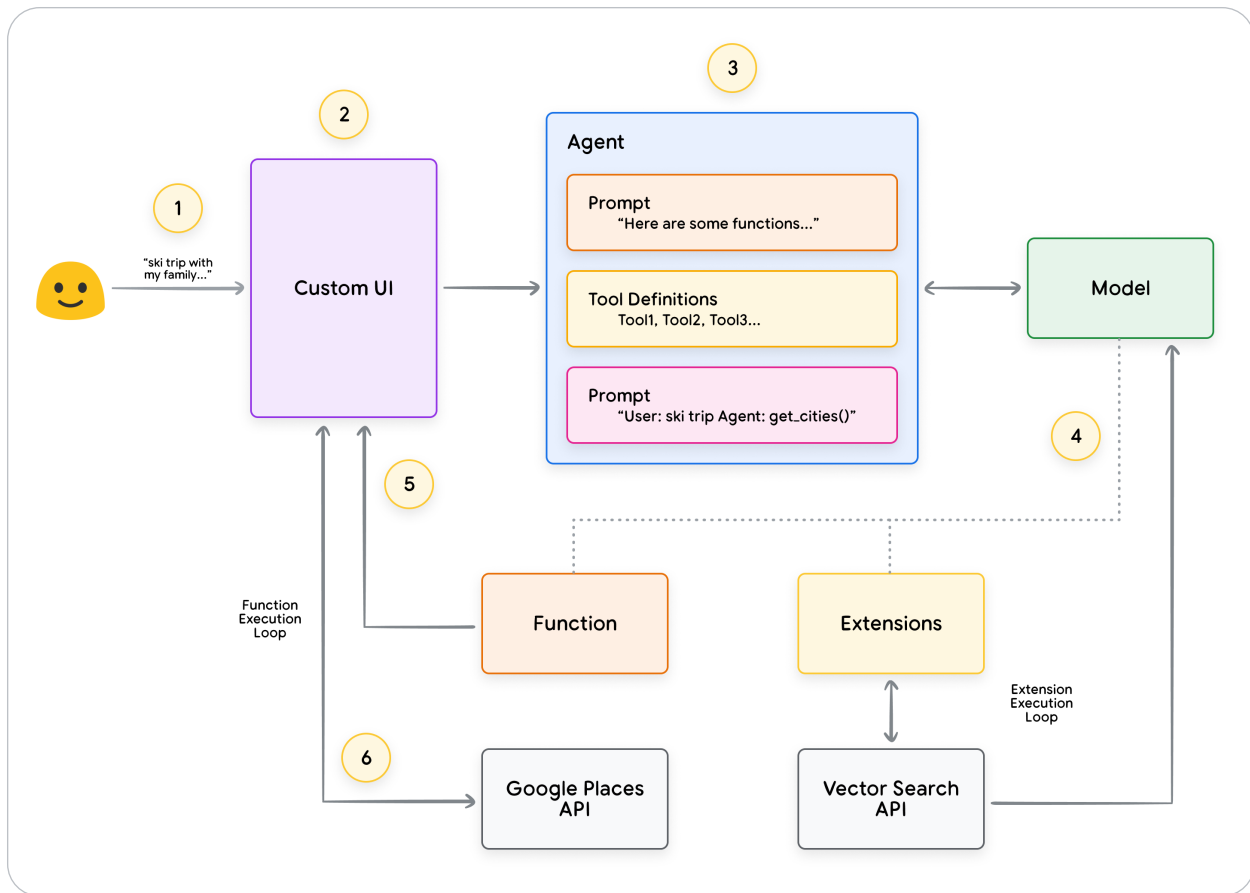 3
2
Agent
1
Prompt
“Here are some functions...”
“ski trip with
my family...”
Custom UI
Tool Definitions
Tool1, Tool2, Tool3...
Model
Prompt
“User: ski trip Agent: get_cities()”
4
5
Function
Execution
Loop
Function
Extensions
Extension
Execution
Loop
6
Google Places
API
Vector Search
API